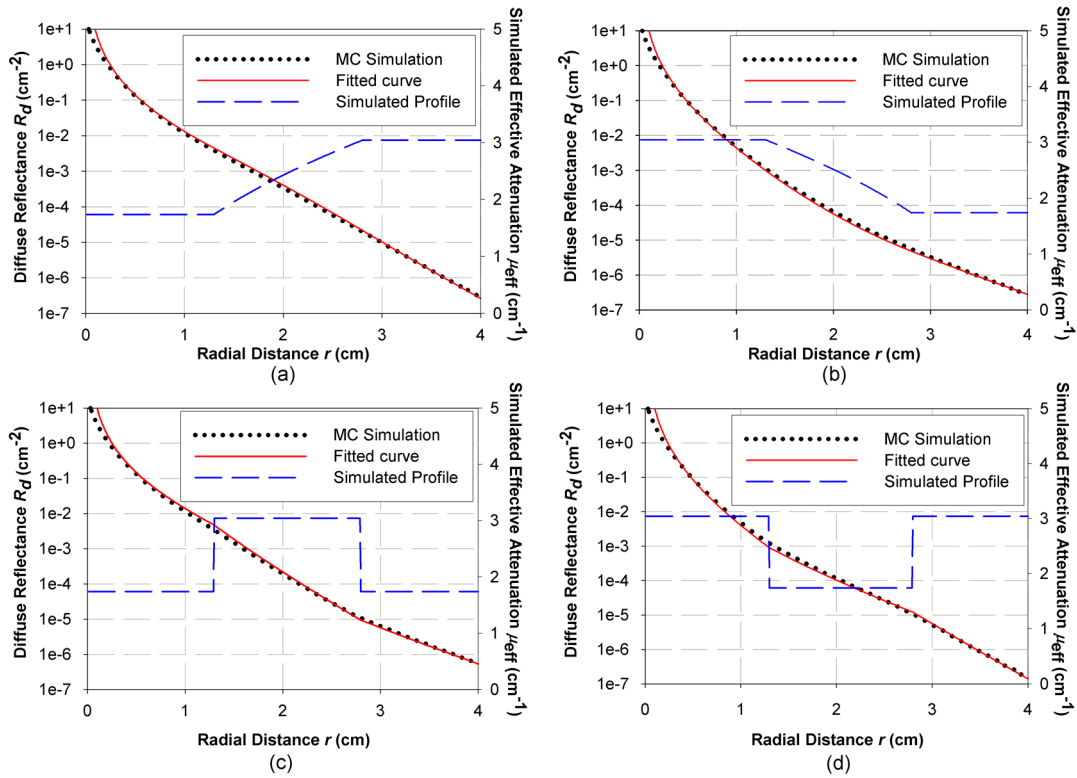 (a)
1e+1
1e+0
1e-1
1e-2
1e-3
1e-4
1e-5
1e-6
1e-7
Diffuse Reflectance Rd (cm-2)
MC Simulation
Fitted curve
Simulated Profile
5
4
3
2
1
0
Simulated Effective Attenuation μeff (cm-1)
0 1 2 3 4
Radial Distance r (cm)
(a)
(b)
1e+1
1e+0
1e-1
1e-2
1e-3
1e-4
1e-5
1e-6
1e-7
Diffuse Reflectance Rd (cm-2)
MC Simulation
Fitted curve
Simulated Profile
5
4
3
2
1
0
Simulated Effective Attenuation μeff (cm-1)
0 1 2 3 4
Radial Distance r (cm)
(b)
(c)
1e+1
1e+0
1e-1
1e-2
1e-3
1e-4
1e-5
1e-6
1e-7
Diffuse Reflectance Rd (cm-2)
MC Simulation
Fitted curve
Simulated Profile
5
4
3
2
1
0
Simulated Effective Attenuation μeff (cm-1)
0 1 2 3 4
Radial Distance r (cm)
(c)
(d)
1e+1
1e+0
1e-1
1e-2
1e-3
1e-4
1e-5
1e-6
1e-7
Diffuse Reflectance Rd (cm-2)
MC Simulation
Fitted curve
Simulated Profile
5
4
3
2
1
0
Simulated Effective Attenuation μeff (cm-1)
0 1 2 3 4
Radial Distance r (cm)
(d)